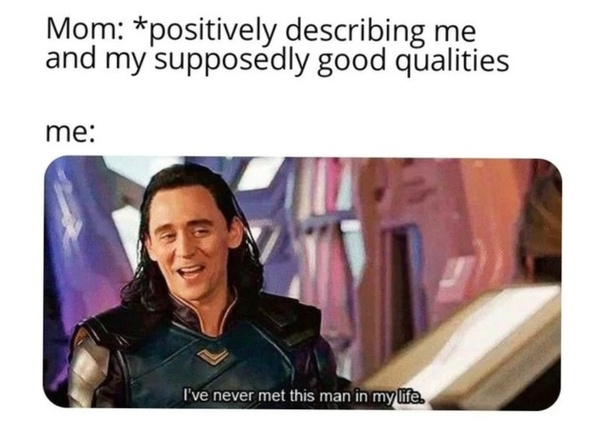 Mom: *positively describing me
and my supposedly good qualities
me:
I've never met this man in my life.